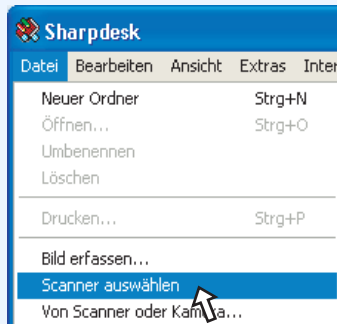 Sharpdesk
Datei Bearbeiten Ansicht Extras
Neuer Ordner Strg+N
Öffnen... Strg+O
Umbenennen
Löschen
Drucken... Strg+P
Bild erfassen...
Scanner auswählen
Von Scanner oder Kamera...